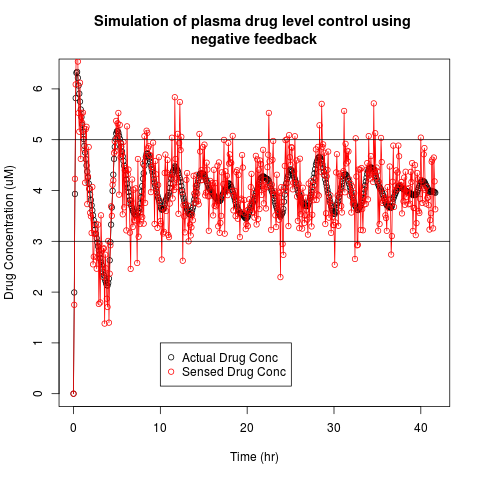 Simulation of plasma drug level control using
negative feedback
Drug Concentration (uM)
6
5
4
3
2
1
0
Actual Drug Conc
Sensed Drug Conc
0 10 20 30 40
Time (hr)